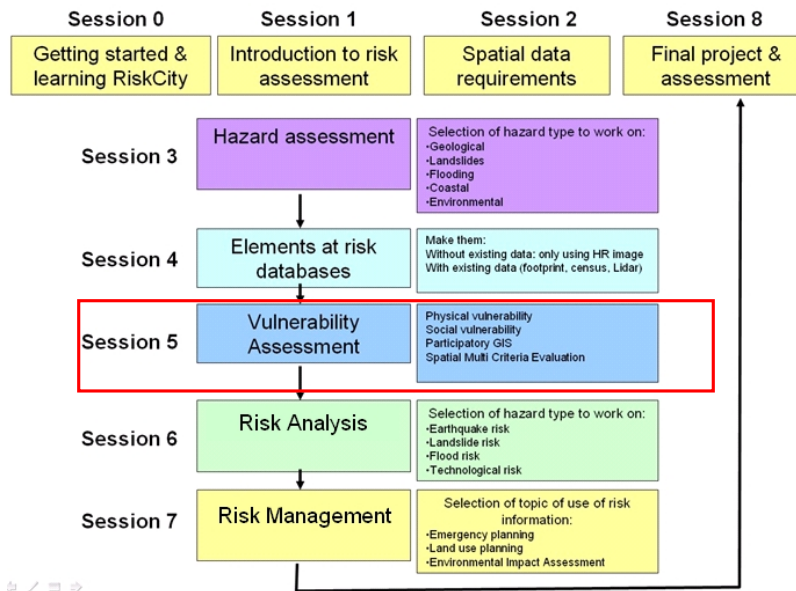 Session 0
Session 1
Session 2
Session 8
Getting started &
learning RiskCity
Introduction to risk
assessment
Spatial data
requirements
Final project &
assessment
Session 3
Hazard assessment
Selection of hazard type to work on:
•Geological
•Landslides
•Flooding
•Coastal
•Environmental
Session 4
Elements at risk
databases
Make them:
Without existing data: only using HR image
With existing data (footprint, census, Lidar)
Session 5
Vulnerability
Assessment
Physical vulnerability
Social vulnerability
Participatory GIS
Spatial Multi Criteria Evaluation
Session 6
Risk Analysis
Selection of hazard type to work on:
•Earthquake risk
•Landslide risk
•Flood risk
•Technological risk
Session 7
Risk Management
Selection of topic of use of risk
information:
•Emergency planning
•Land use planning
•Environmental Impact Assessment